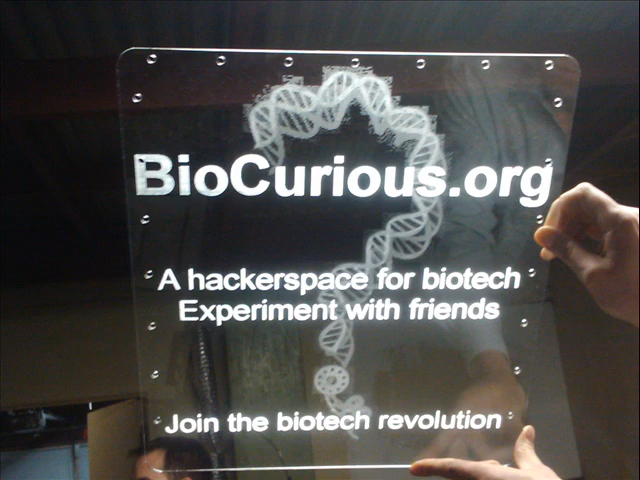 BioCurious.org
A hackerspace for biotech
Experiment with friends
Join the biotech revolution